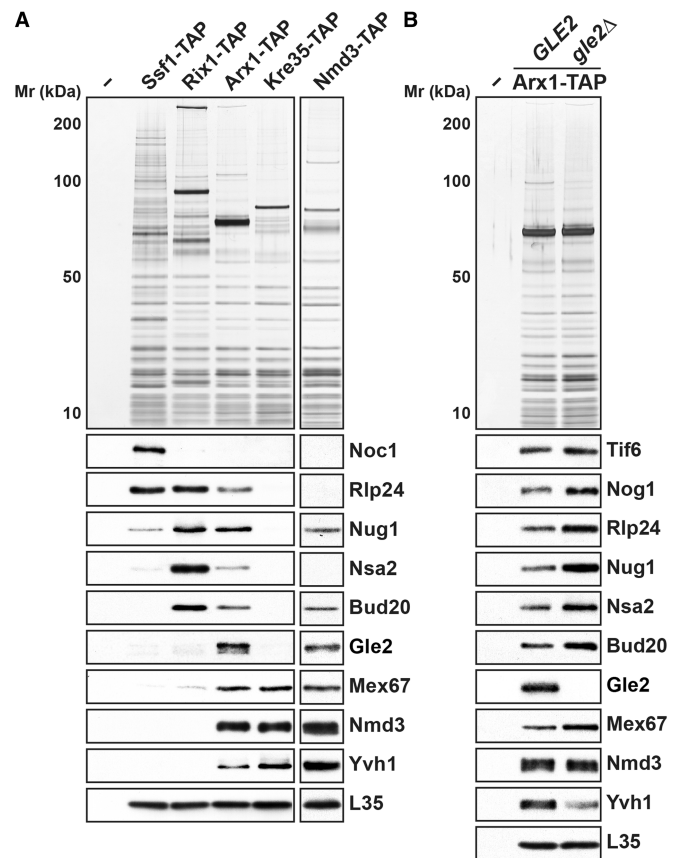 A
–
Ssf1-TAP
Rix1-TAP
Arx1-TAP
Kre35-TAP
Nmd3-TAP
Mr (kDa)
200
100
50
10
Noc1
Rlp24
Nug1
Nsa2
Bud20
Gle2
Mex67
Nmd3
Yvh1
L35
B
–
GLE2
gle2Δ
Arx1-TAP
Mr (kDa)
200
100
50
10
Tif6
Nog1
Rlp24
Nug1
Nsa2
Bud20
Gle2
Mex67
Nmd3
Yvh1
L35